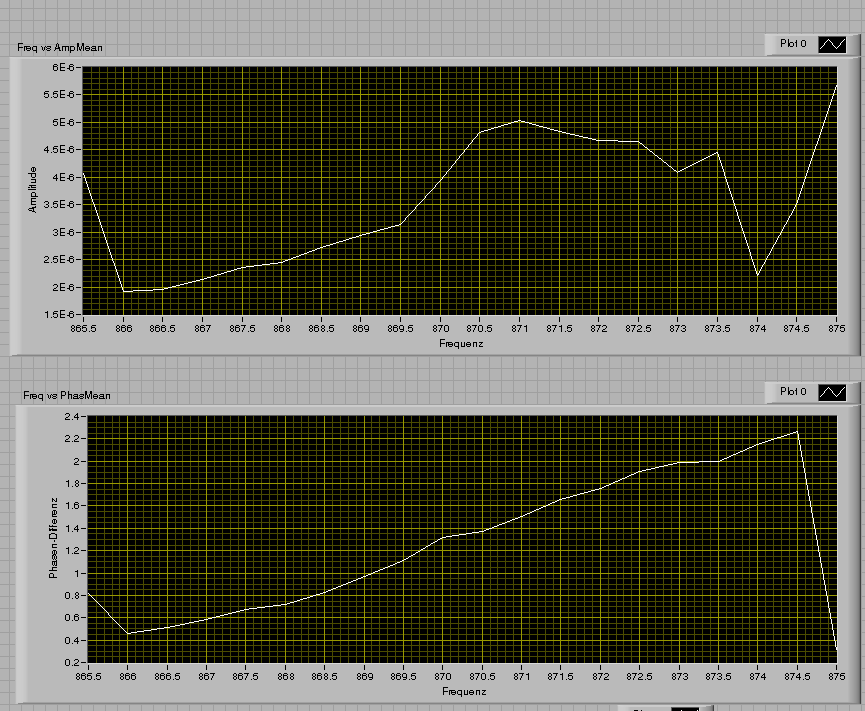 Freq vs AmpMean
Plot 0
6E-6
5.5E-6
5E-6
4.5E-6
4E-6
3.5E-6
3E-6
2.5E-6
2E-6
1.5E-6
Amplitude
865.5 866 866.5 867 867.5 868 868.5 869 869.5 870 870.5 871 871.5 872 872.5 873 873.5 874 874.5 875
Frequenz
Freq vs PhasMean
Plot 0
2.4
2.2
2
1.8
1.6
1.4
1.2
1
0.8
0.6
0.4
0.2
Phasen-Differenz
865.5 866 866.5 867 867.5 868 868.5 869 869.5 870 870.5 871 871.5 872 872.5 873 873.5 874 874.5 875
Frequenz